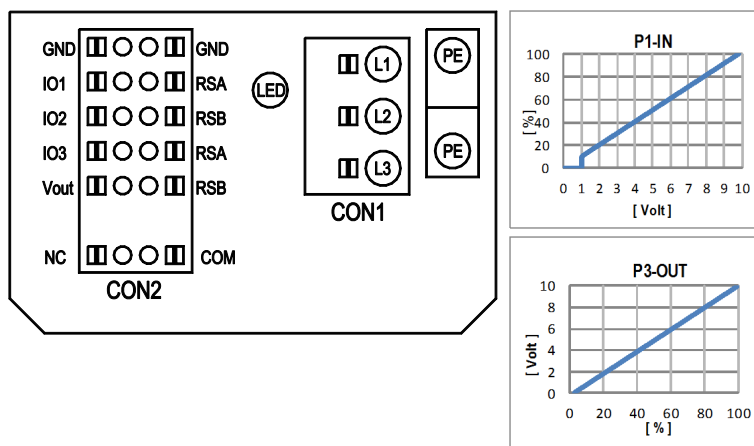 GND GND
IO1 RSA
IO2 RSB
IO3 RSA
Vout RSB
NC COM
CON2
LED
L1
L2
L3
CON1
PE
PE
P1-IN
[ %]
100
80
60
40
20
0
0 1 2 3 4 5 6 7 8 9 10
[ Volt ]
P3-OUT
[ Volt ]
10
8
6
4
2
0
0 20 40 60 80 100
[ % ]